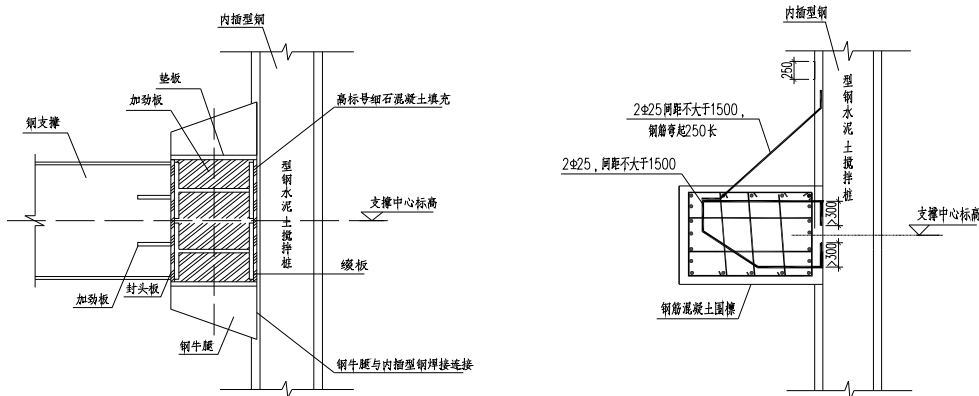 内插型钢
垫板
加劲板
高标号细石混凝土填充
钢支撑
型钢水泥土搅拌桩
支撑中心标高
缀板
加劲板
封头板
钢牛腿
钢牛腿与内插型钢焊接连接
内插型钢
250
型钢水泥土搅拌桩
2Φ25间距不大于1500，
钢筋弯起250长
2Φ25，间距不大于1500
≥300
支撑中心标高
≥300
钢筋混凝土围檩